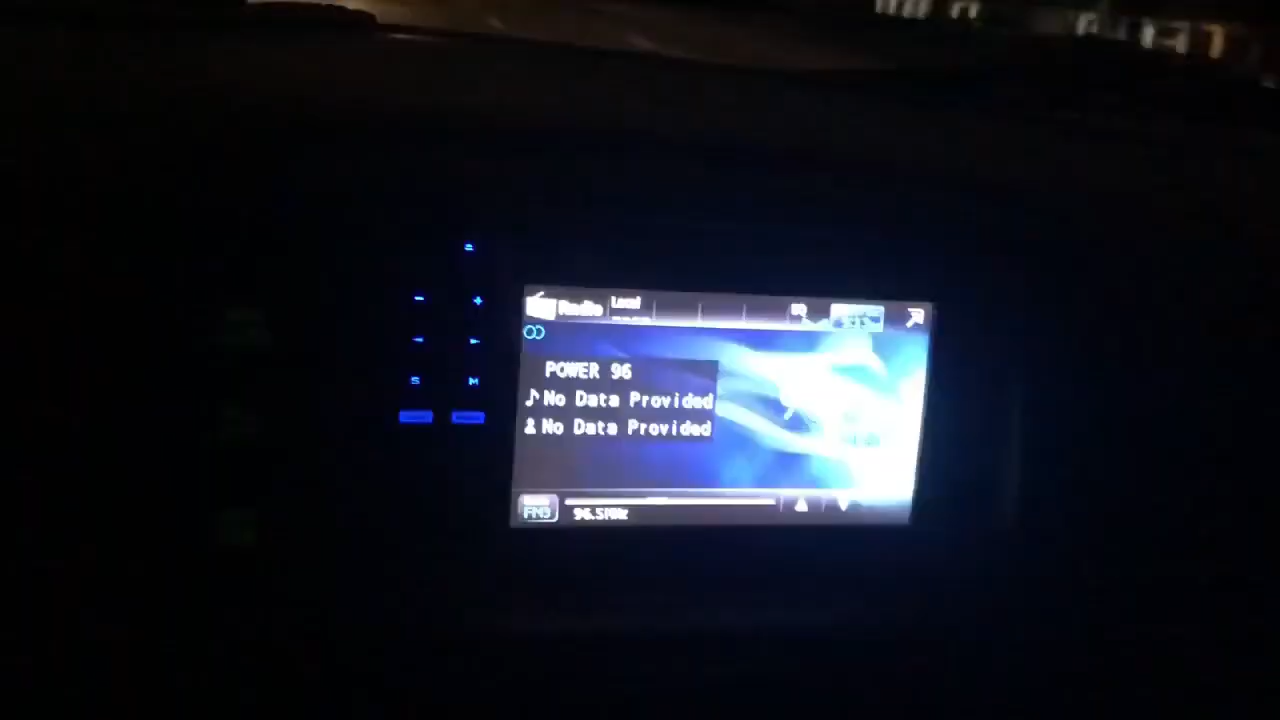 Radio Local
POWER 96
No Data Provided
No Data Provided
S M
FM3
96.5MHz